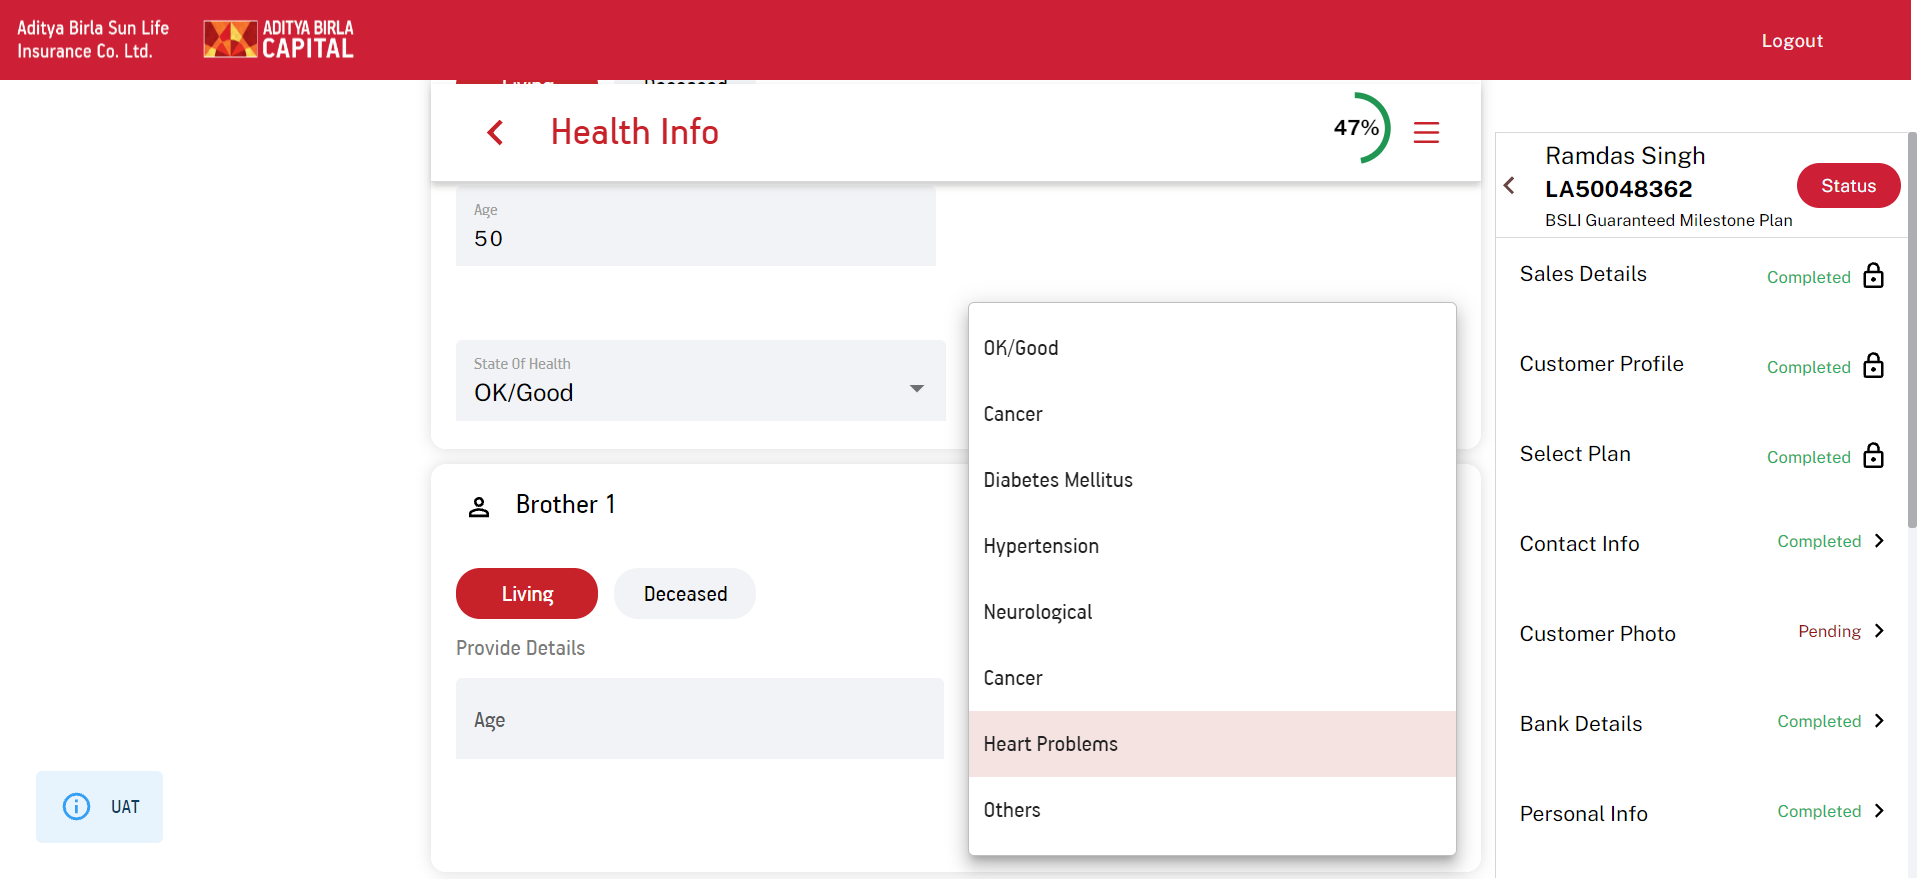 Aditya Birla Sun Life
Insurance Co. Ltd.
ADITYA BIRLA
CAPITAL
Logout
Living
Deceased
Health Info
47%
Age
50
State Of Health
OK/Good
Brother 1
Living
Deceased
Provide Details
Age
OK/Good
Cancer
Diabetes Mellitus
Hypertension
Neurological
Cancer
Heart Problems
Others
UAT
Ramdas Singh
LA50048362
BSLI Guaranteed Milestone Plan
Status
Sales Details
Completed
Customer Profile
Completed
Select Plan
Completed
Contact Info
Completed
Customer Photo
Pending
Bank Details
Completed
Personal Info
Completed